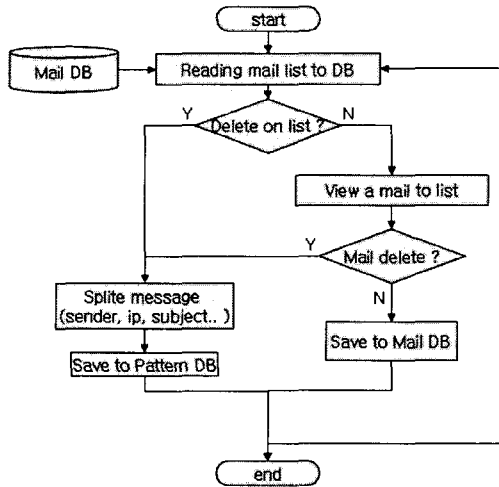 start
Mail DB
Reading mail list to DB
Y
Delete on list ?
N
View a mail to list
Y
Mail delete ?
N
Splite message
(sender, ip, subject.. )
Save to Mail DB
Save to Pattern DB
end